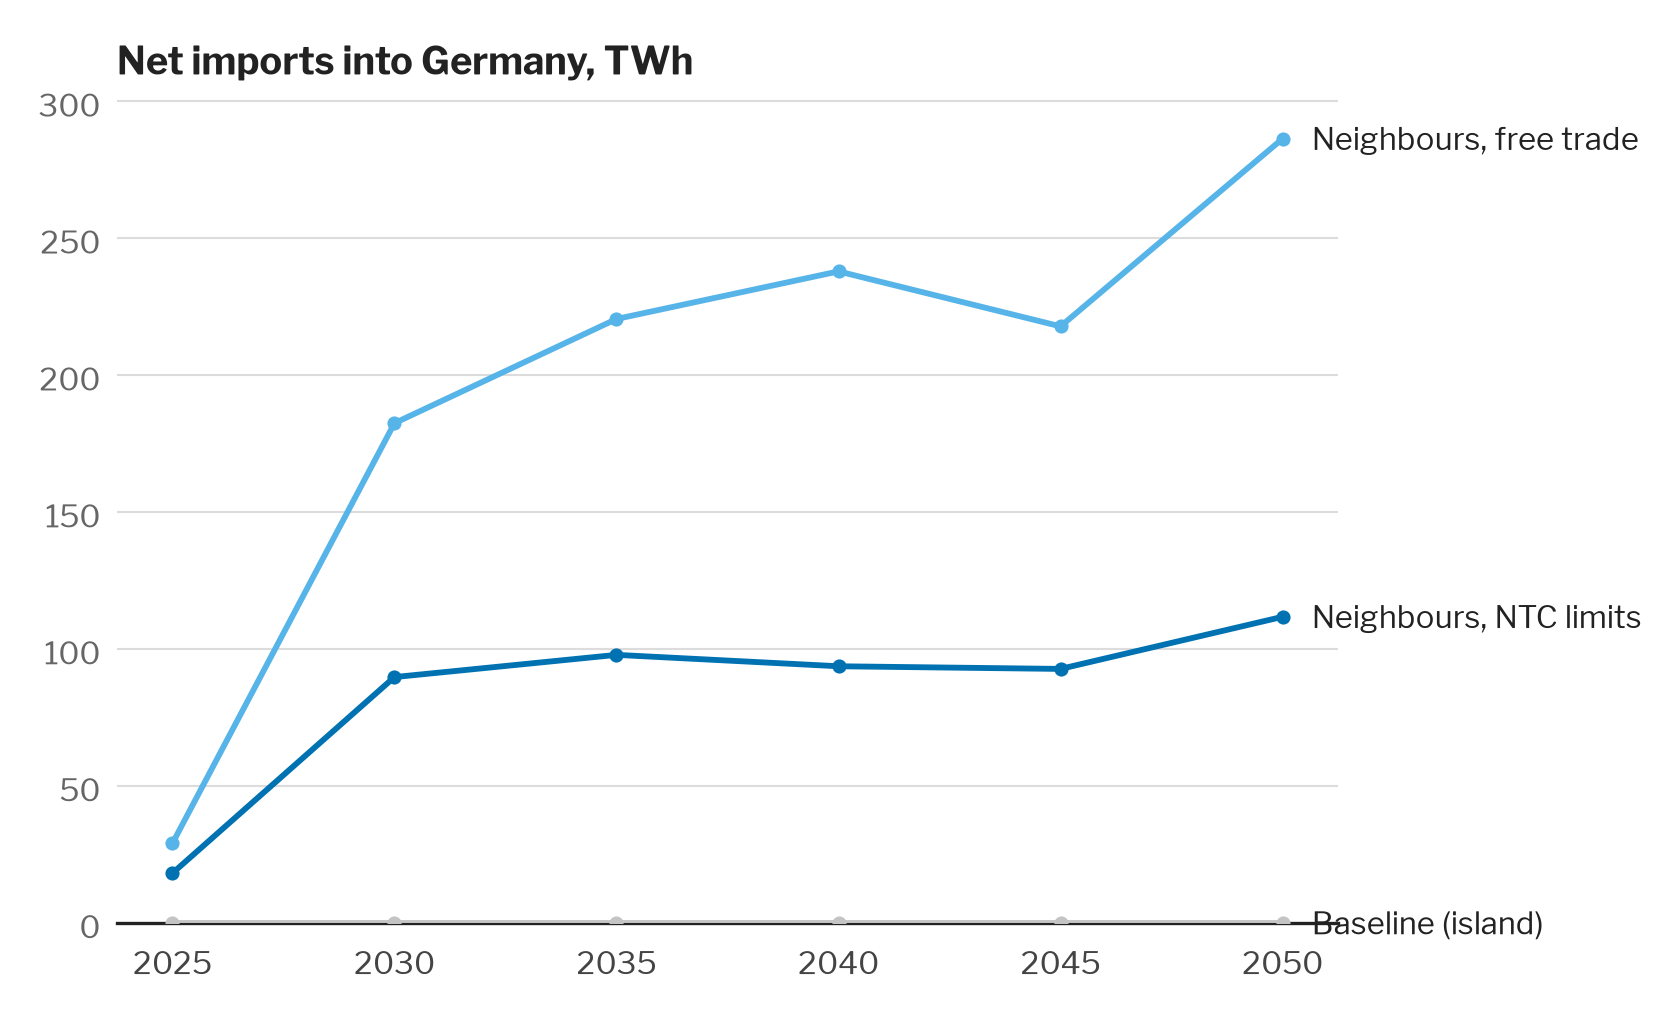 Net imports into Germany, TWh
300
Neighbours, free trade
250
200
150
Neighbours, NTC limits
100
50
0
Baseline (island)
2025 2030 2035 2040 2045 2050